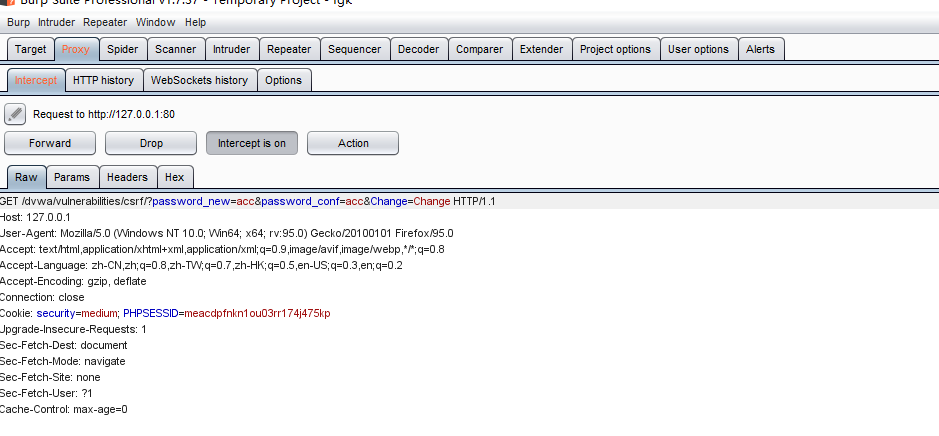 Burp Suite Professional v1.7.37 - Temporary Project - fgk
Burp Intruder Repeater Window Help
Target Proxy Spider Scanner Intruder Repeater Sequencer Decoder Comparer Extender Project options User options Alerts
Intercept HTTP history WebSockets history Options
Request to http://127.0.0.1:80
Forward Drop Intercept is on Action
Raw Params Headers Hex
GET /dvwa/vulnerabilities/csrf/?password_new=acc&password_conf=acc&Change=Change HTTP/1.1
Host: 127.0.0.1
User-Agent: Mozilla/5.0 (Windows NT 10.0; Win64; x64; rv:95.0) Gecko/20100101 Firefox/95.0
Accept: text/html,application/xhtml+xml,application/xml;q=0.9,image/avif,image/webp,*/*;q=0.8
Accept-Language: zh-CN,zh;q=0.8,zh-TW;q=0.7,zh-HK;q=0.5,en-US;q=0.3,en;q=0.2
Accept-Encoding: gzip, deflate
Connection: close
Cookie: security=medium; PHPSESSID=meacdpfnkn1ou03rr174j475kp
Upgrade-Insecure-Requests: 1
Sec-Fetch-Dest: document
Sec-Fetch-Mode: navigate
Sec-Fetch-Site: none
Sec-Fetch-User: ?1
Cache-Control: max-age=0